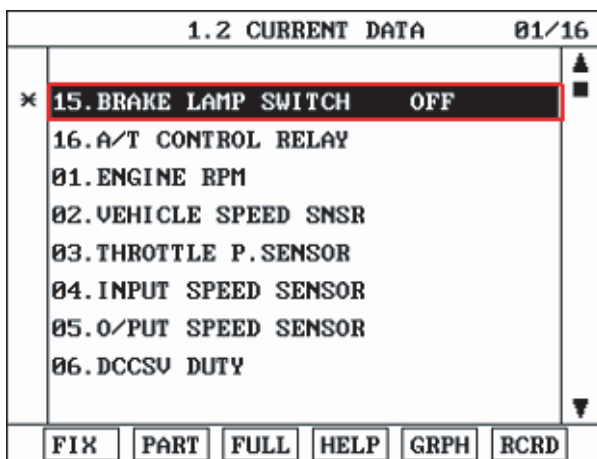 1.2 CURRENT DATA 01/16
* 15.BRAKE LAMP SWITCH OFF
16.A/T CONTROL RELAY
01.ENGINE RPM
02.VEHICLE SPEED SNSR
03.THROTTLE P.SENSOR
04.INPUT SPEED SENSOR
05.O/PUT SPEED SENSOR
06.DCCSV DUTY
FIX PART FULL HELP GRPH RCRD